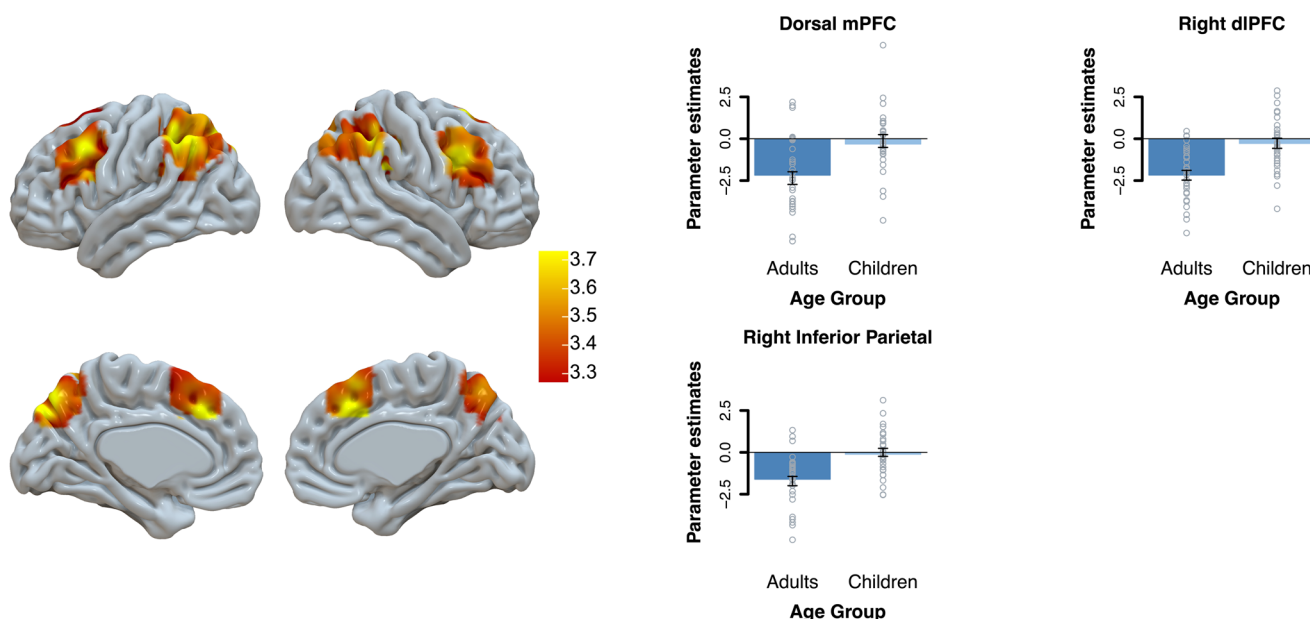 3.7
3.6
3.5
3.4
3.3
Dorsal mPFC
Parameter estimates
2.5
0.0
−2.5
Adults Children
Age Group
Right dlPFC
Parameter estimates
2.5
0.0
−2.5
Adults Children
Age Group
Right Inferior Parietal
Parameter estimates
2.5
0.0
−2.5
Adults Children
Age Group